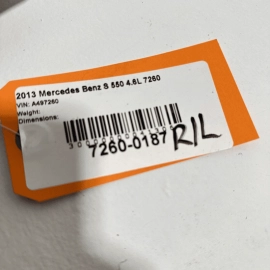 2013 Mercedes Benz S 550 4.6L 7260
VIN: A497260
Weight:
Dimensions:
7260-0187 R/L